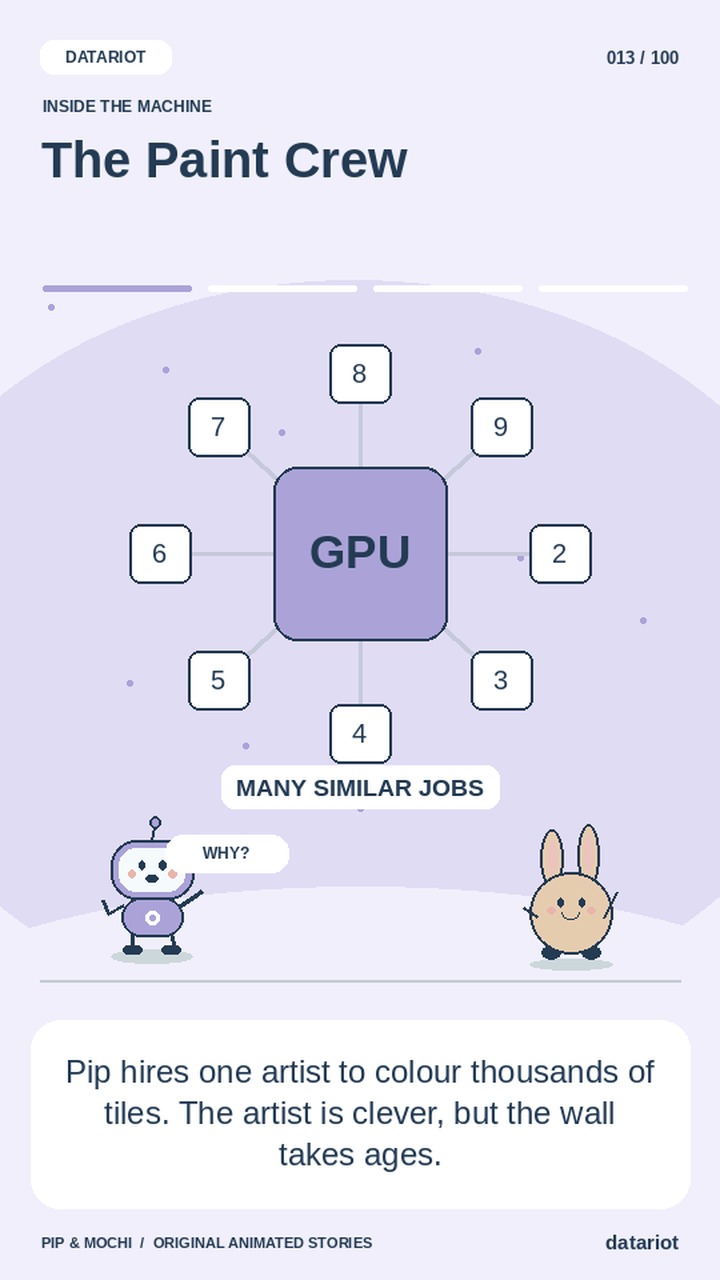 DATARIOT
013 / 100
INSIDE THE MACHINE
The Paint Crew
8
7
9
6
GPU
2
5
3
4
MANY SIMILAR JOBS
WHY?
Pip hires one artist to colour thousands of
tiles. The artist is clever, but the wall
takes ages.
PIP & MOCHI / ORIGINAL ANIMATED STORIES
datariot